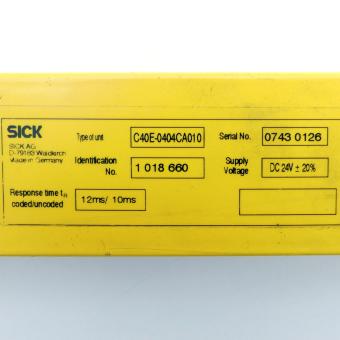 SICK
SICK AG
D-79183 Waldkirch
Made in Germany
Type of unit C40E-0404CA010 Serial No. 0743 0126
Identification No. 1 018 660 Supply Voltage DC 24V ± 20%
Response time tH
coded/uncoded 12ms/ 10ms